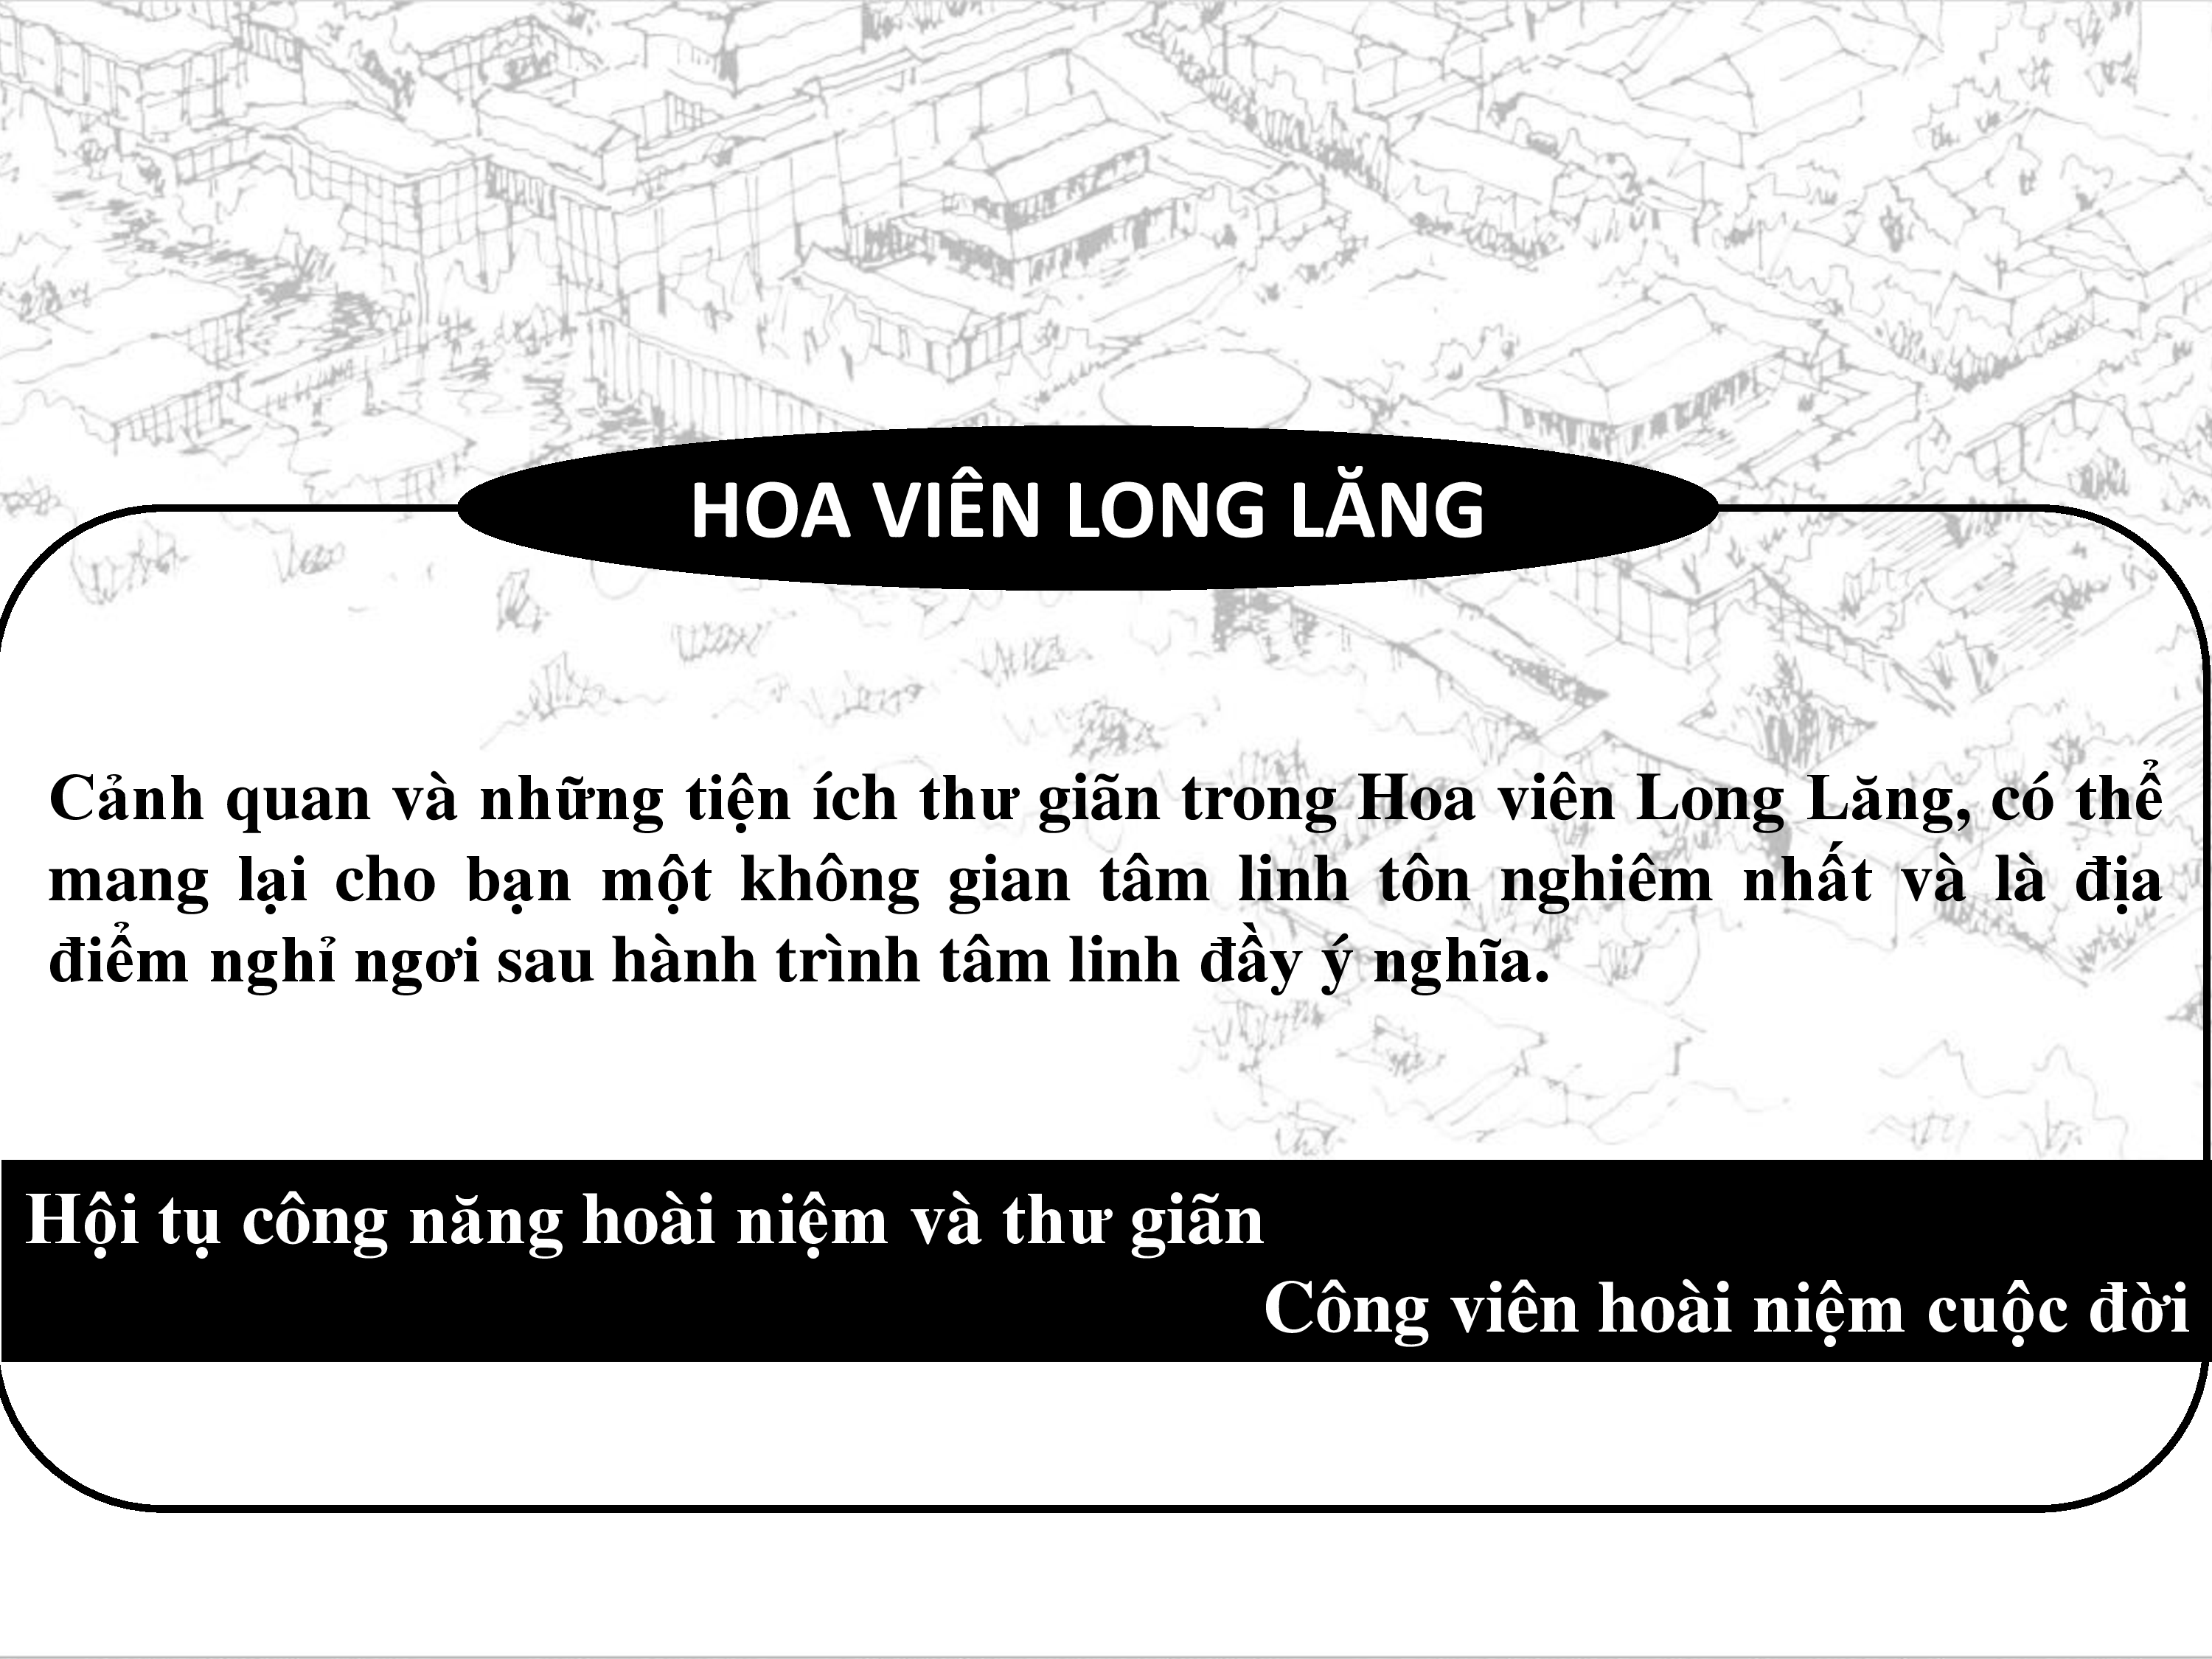 HOA VIÊN LONG LĂNG
Cảnh quan và những tiện ích thư giãn trong Hoa viên Long Lăng, có thể
mang lại cho bạn một không gian tâm linh tôn nghiêm nhất và là địa
điểm nghỉ ngơi sau hành trình tâm linh đầy ý nghĩa.
Hội tụ công năng hoài niệm và thư giãn
Công viên hoài niệm cuộc đời